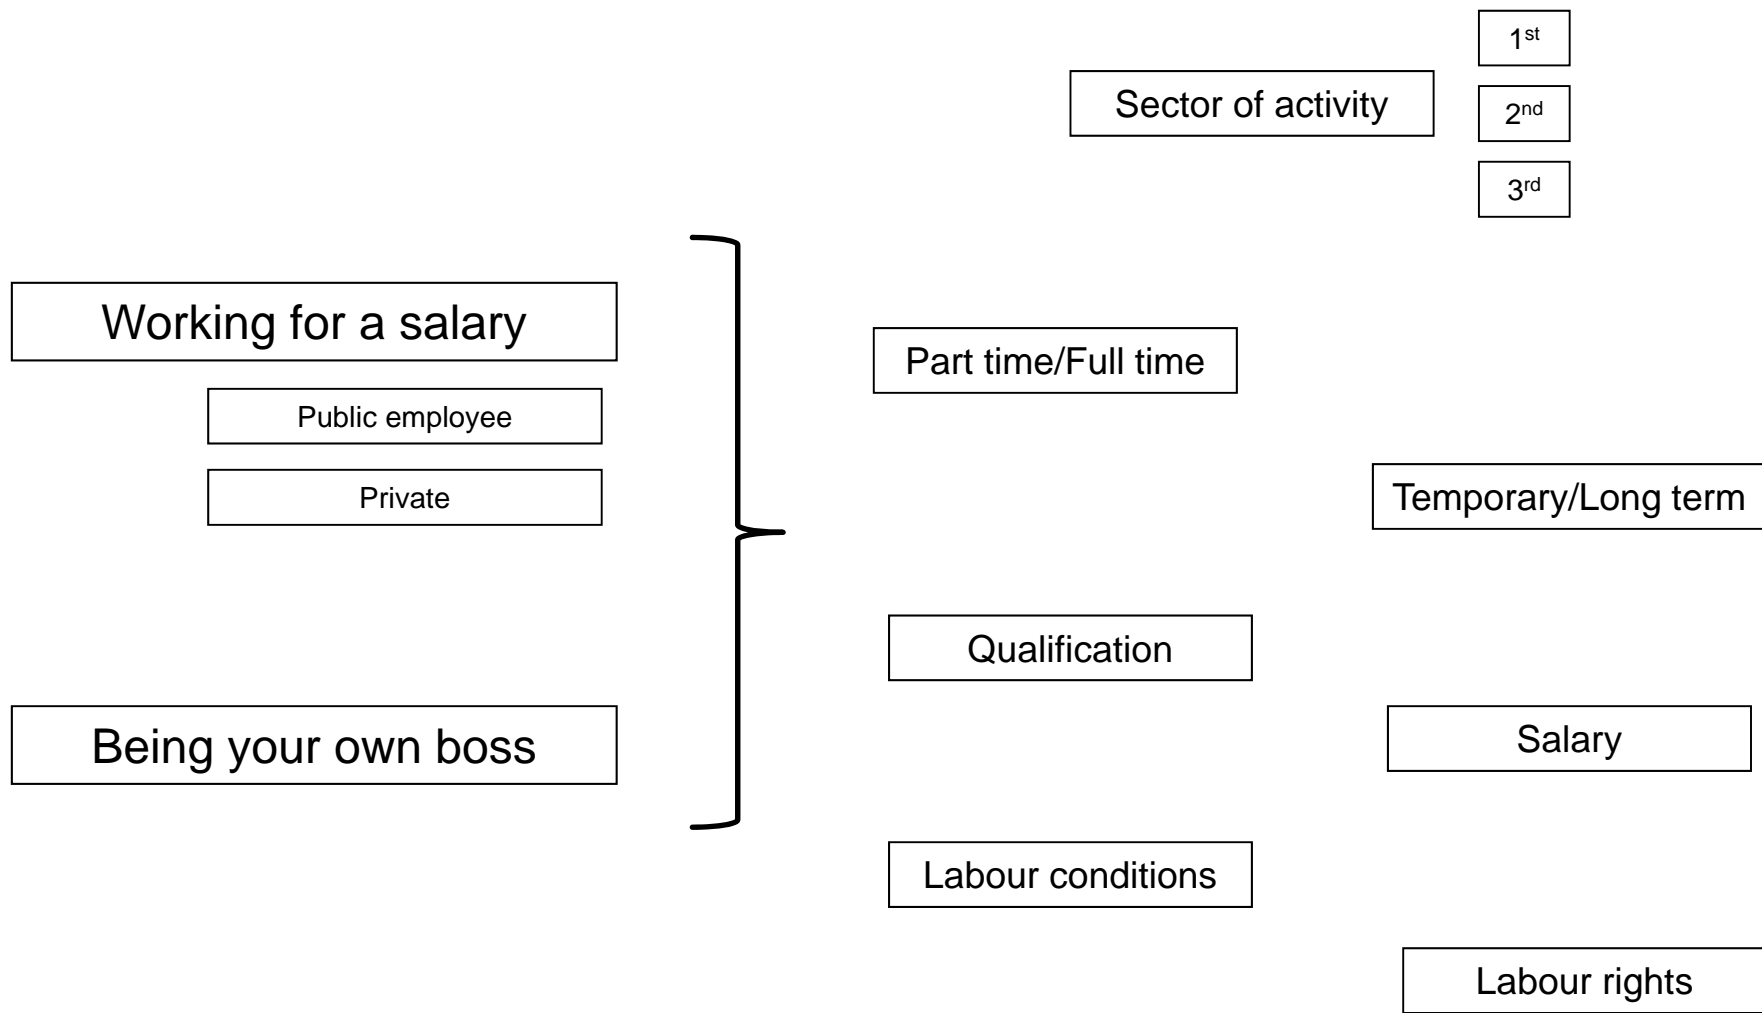 1st
Sector of activity
2nd
3rd
Working for a salary
Part time/Full time
Public employee
Private
Temporary/Long term
Qualification
Being your own boss
Salary
Labour conditions
Labour rights